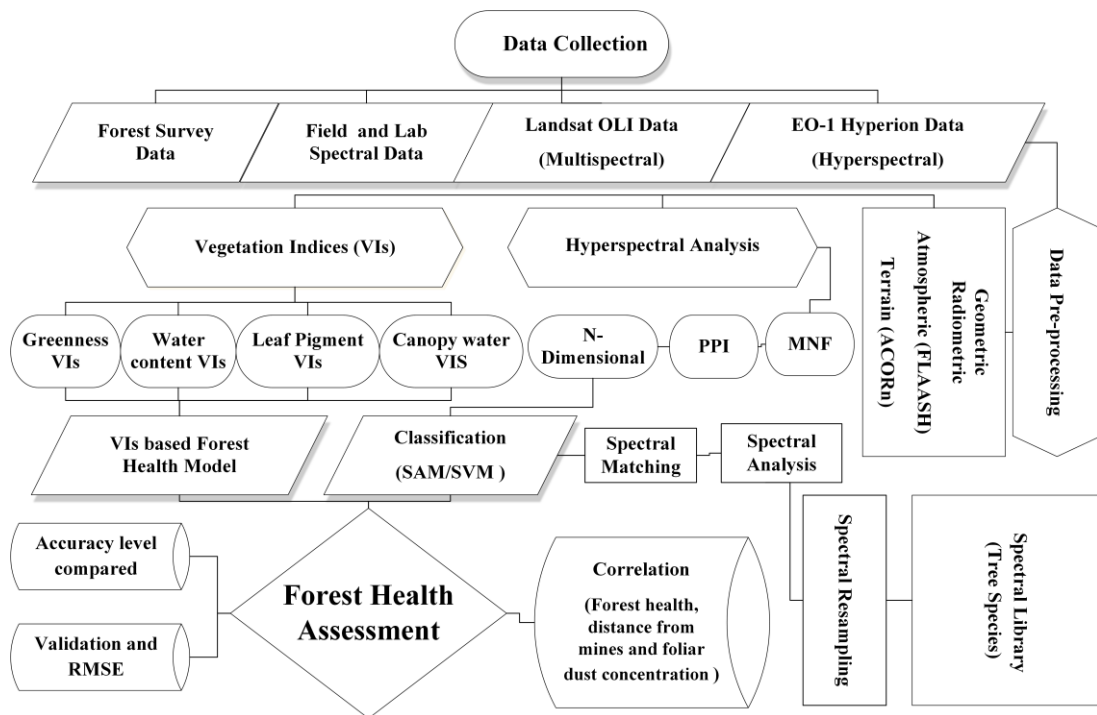 Data Collection
Forest Survey
Data
Field and Lab
Spectral Data
Landsat OLI Data
(Multispectral)
EO-1 Hyperion Data
(Hyperspectral)
Vegetation Indices (VIs)
Hyperspectral Analysis
Geometric
Radiometric
Atmospheric (FLAASH)
Terrain (ACORn)
Data Pre-processing
Greenness
VIs
Water
content VIs
Leaf Pigment
VIs
Canopy water
VIS
N-
Dimensional
PPI
MNF
VIs based Forest
Health Model
Classification
(SAM/SVM )
Spectral
Matching
Spectral
Analysis
Spectral Resampling
Spectral Library
(Tree Species)
Accuracy level
compared
Validation and
RMSE
Forest Health
Assessment
Correlation
(Forest health,
distance from
mines and foliar
dust concentration )